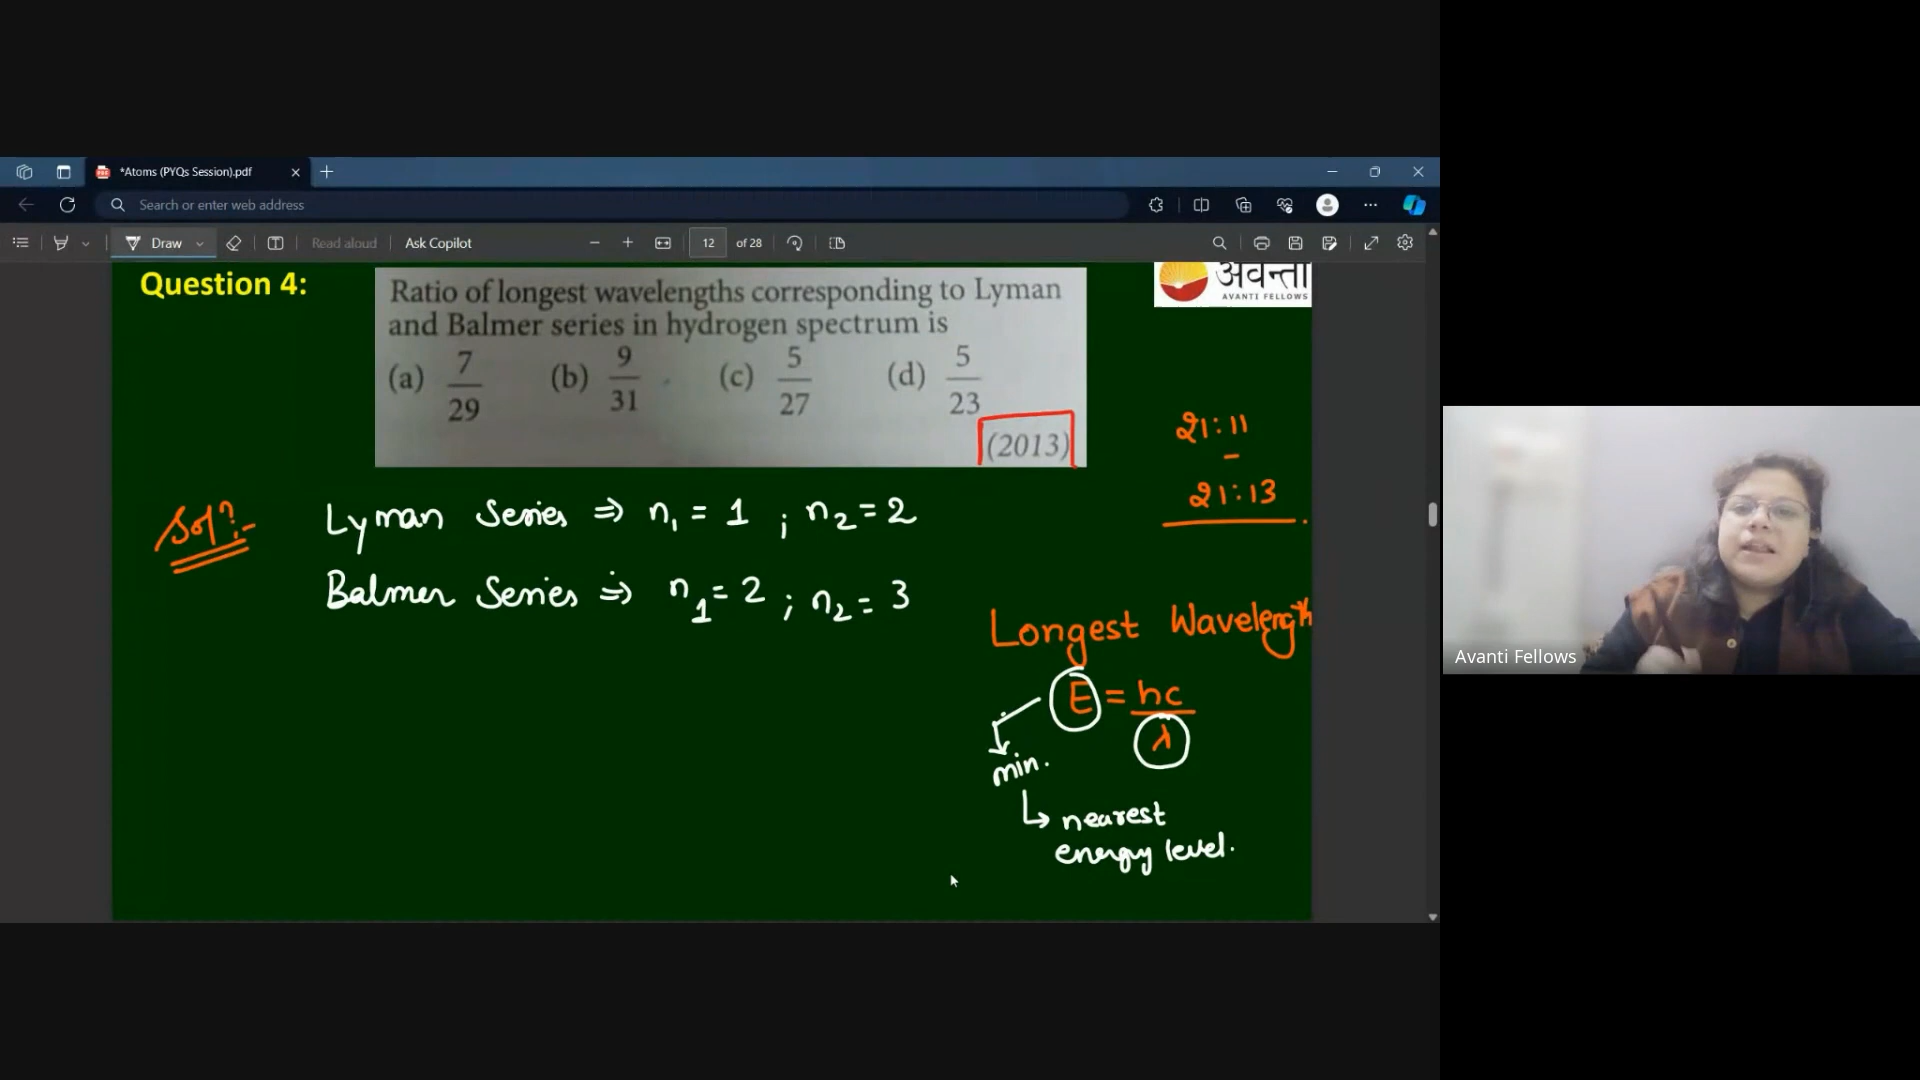 *Atoms (PYQs Session).pdf
Search or enter web address
Draw
Read aloud
Ask Copilot
12 of 28
Question 4:
Ratio of longest wavelengths corresponding to Lyman
and Balmer series in hydrogen spectrum is
(a) 7/29 (b) 9/31 (c) 5/27 (d) 5/23
(2013)
अवन्ती
AVANTI FELLOWS
21:11
21:13
Solⁿ:-
Lyman Series ⇒ n₁ = 1 ; n₂ = 2
Balmer Series ⇒ n₁ = 2 ; n₂ = 3
Longest Wavelength
E = hc/λ
min.
↳ nearest
energy level.
Avanti Fellows